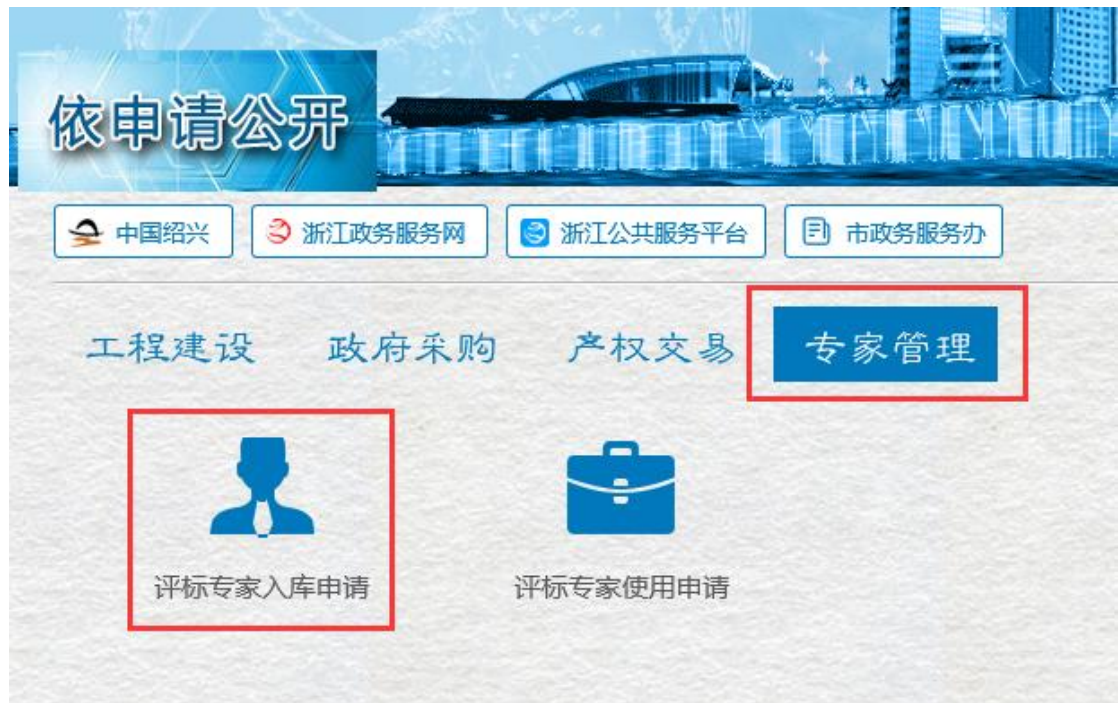 依申请公开
中国绍兴 浙江政务服务网 浙江公共服务平台 市政务服务办
工程建设 政府采购 产权交易 专家管理
评标专家入库申请 评标专家使用申请